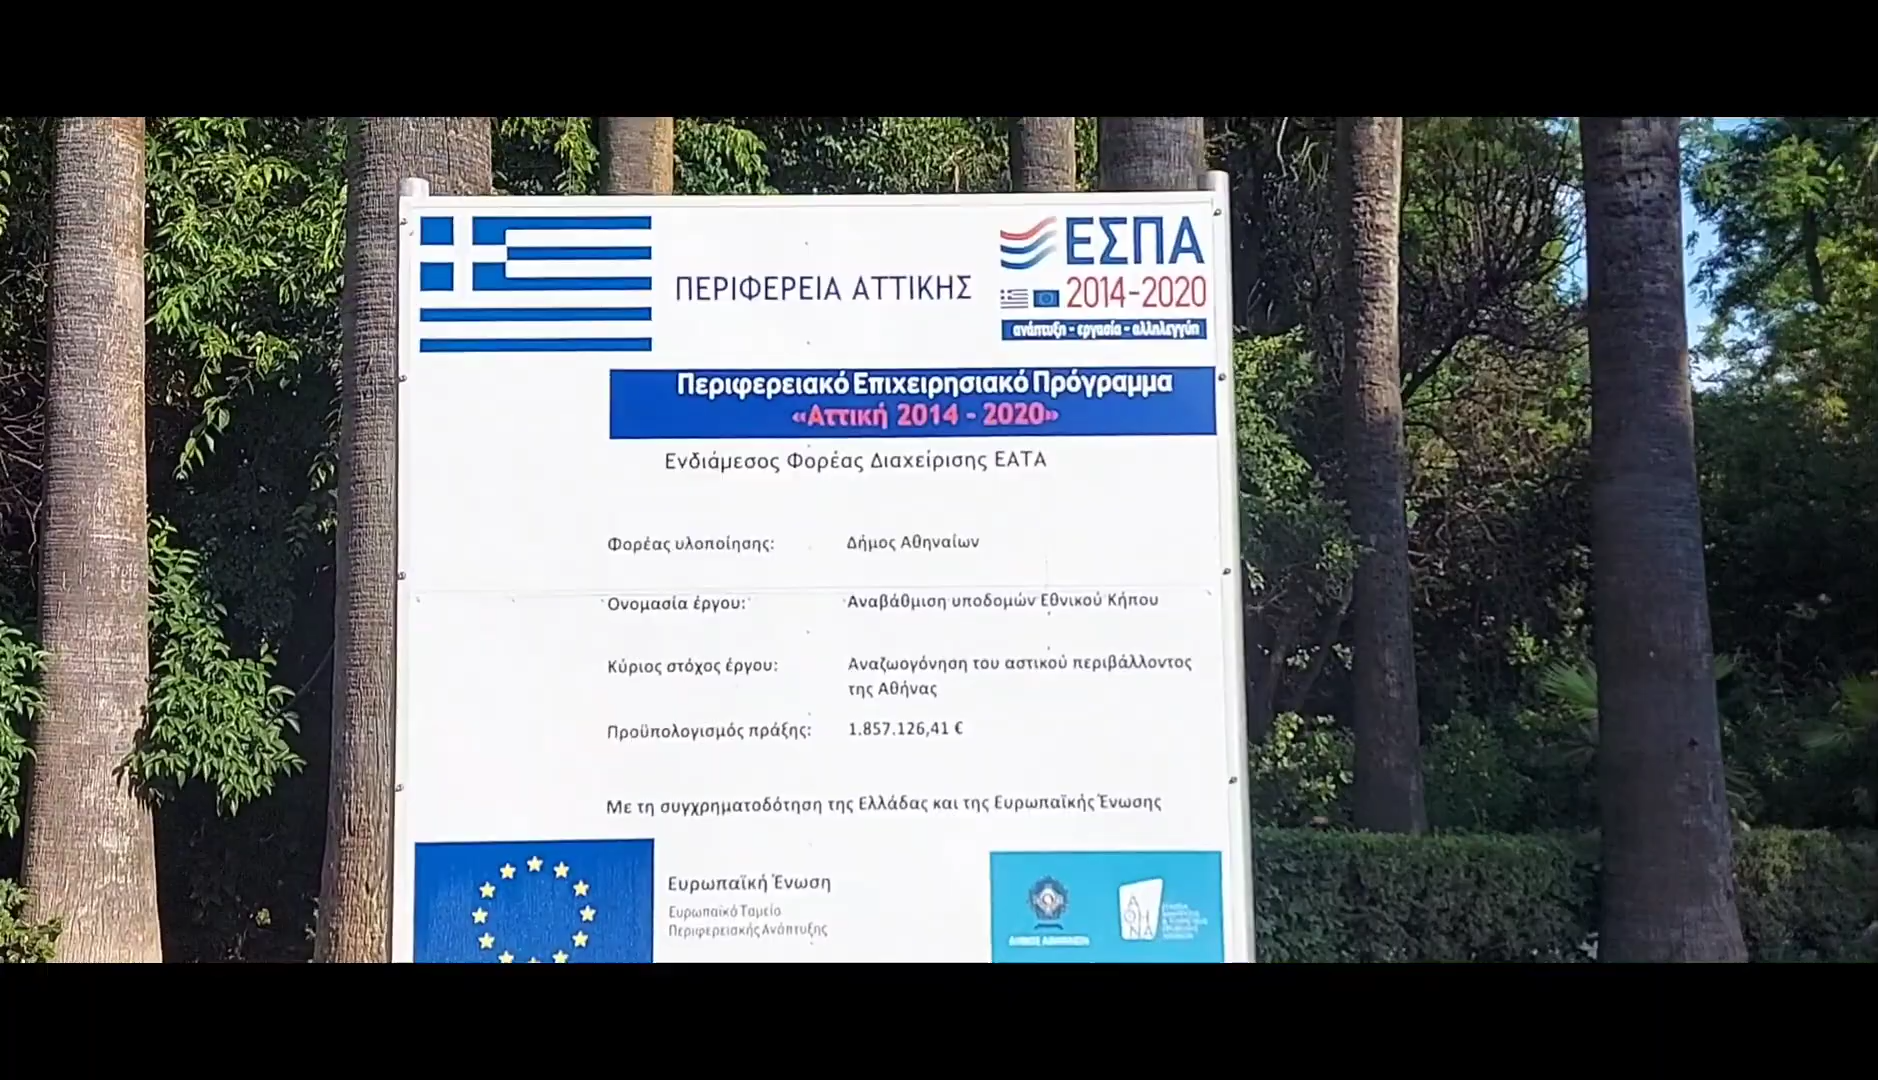 ΠΕΡΙΦΕΡΕΙΑ ΑΤΤΙΚΗΣ
ΕΣΠΑ
2014-2020
ανάπτυξη - εργασία - αλληλεγγύη
Περιφερειακό Επιχειρησιακό Πρόγραμμα
«Αττική 2014 - 2020»
Ενδιάμεσος Φορέας Διαχείρισης ΕΑΤΑ
Φορέας υλοποίησης: Δήμος Αθηναίων
Ονομασία έργου: Αναβάθμιση υποδομών Εθνικού Κήπου
Κύριος στόχος έργου: Αναζωογόνηση του αστικού περιβάλλοντος
της Αθήνας
Προϋπολογισμός πράξης: 1.857.126,41 €
Με τη συγχρηματοδότηση της Ελλάδας και της Ευρωπαϊκής Ένωσης
Ευρωπαϊκή Ένωση
Ευρωπαϊκό Ταμείο
Περιφερειακής Ανάπτυξης
ΔΗΜΟΣ ΑΘΗΝΑΙΩΝ
ΑΘΗΝΑ